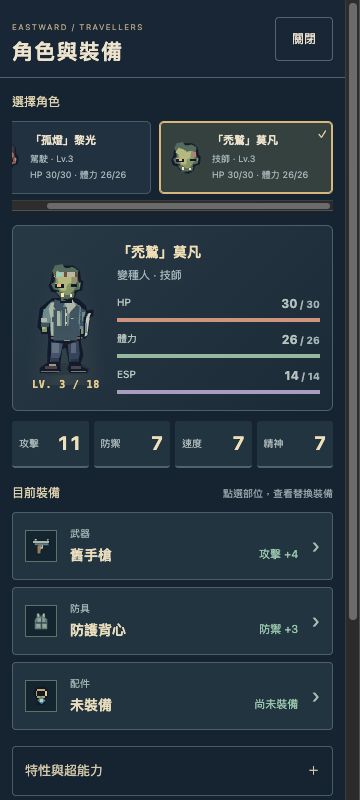 EASTWARD / TRAVELLERS
角色與裝備
關閉
選擇角色
「孤燈」黎光
駕駛 · Lv.3
HP 30/30 · 體力 26/26
「禿鷲」莫凡
技師 · Lv.3
HP 30/30 · 體力 26/26
「禿鷲」莫凡
變種人 · 技師
HP 30 / 30
體力 26 / 26
ESP 14 / 14
LV. 3 / 18
攻擊 11
防禦 7
速度 7
精神 7
目前裝備
點選部位，查看替換裝備
武器
舊手槍
攻擊 +4
防具
防護背心
防禦 +3
配件
未裝備
尚未裝備
特性與超能力